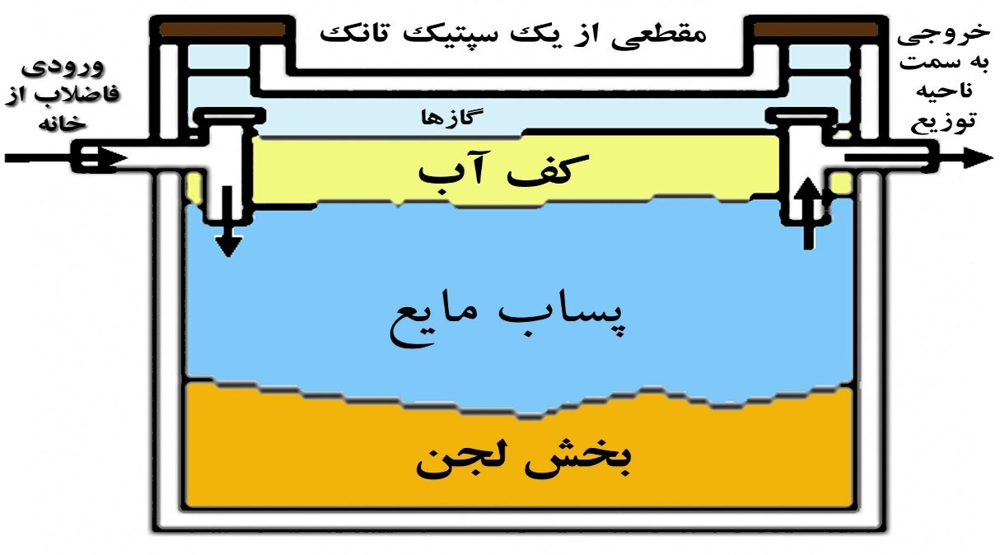 مقطعی از یک سپتیک تانک
خروجی
به سمت
ناحیه
توزیع
ورودی
فاضلاب از
خانه
گازها
کف آب
پساب مایع
بخش لجن